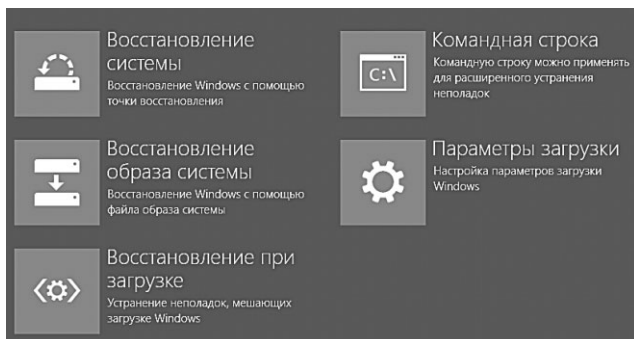 Восстановление
системы
Восстановление Windows с помощью
точки восстановления
Восстановление
образа системы
Восстановление Windows с помощью
файла образа системы
Восстановление при
загрузке
Устранение неполадок, мешающих
загрузке Windows
C:\
Командная строка
Командную строку можно применять
для расширенного устранения
неполадок
Параметры загрузки
Настройка параметров загрузки
Windows